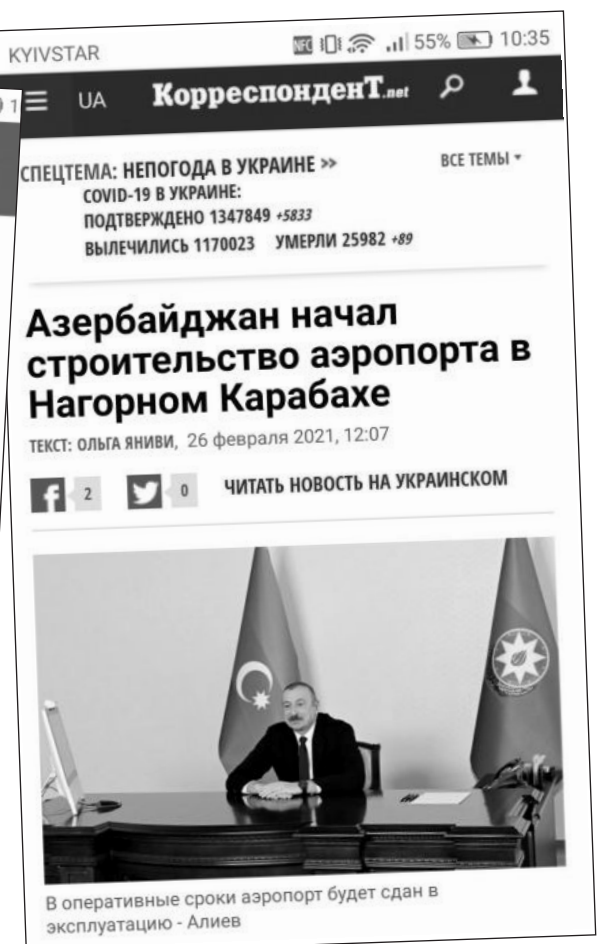 KYIVSTAR 55% 10:35
1
UA КорреспонденТ.net
СПЕЦТЕМА: НЕПОГОДА В УКРАИНЕ >> ВСЕ ТЕМЫ
COVID-19 В УКРАИНЕ:
ПОДТВЕРЖДЕНО 1347849 +5833
ВЫЛЕЧИЛИСЬ 1170023 УМЕРЛИ 25982 +89
Азербайджан начал
строительство аэропорта в
Нагорном Карабахе
ТЕКСТ: ОЛЬГА ЯНИВИ, 26 февраля 2021, 12:07
2 0 ЧИТАТЬ НОВОСТЬ НА УКРАИНСКОМ
В оперативные сроки аэропорт будет сдан в
эксплуатацию - Алиев